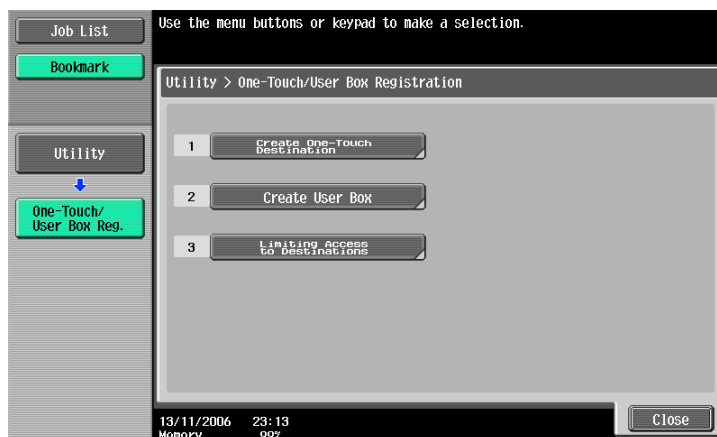 Job List
Bookmark
Utility
One-Touch/
User Box Reg.
Use the menu buttons or keypad to make a selection.
Utility > One-Touch/User Box Registration
1 Create One-Touch
Destination
2 Create User Box
3 Limiting Access
to Destinations
13/11/2006 23:13
Memory 99%
Close